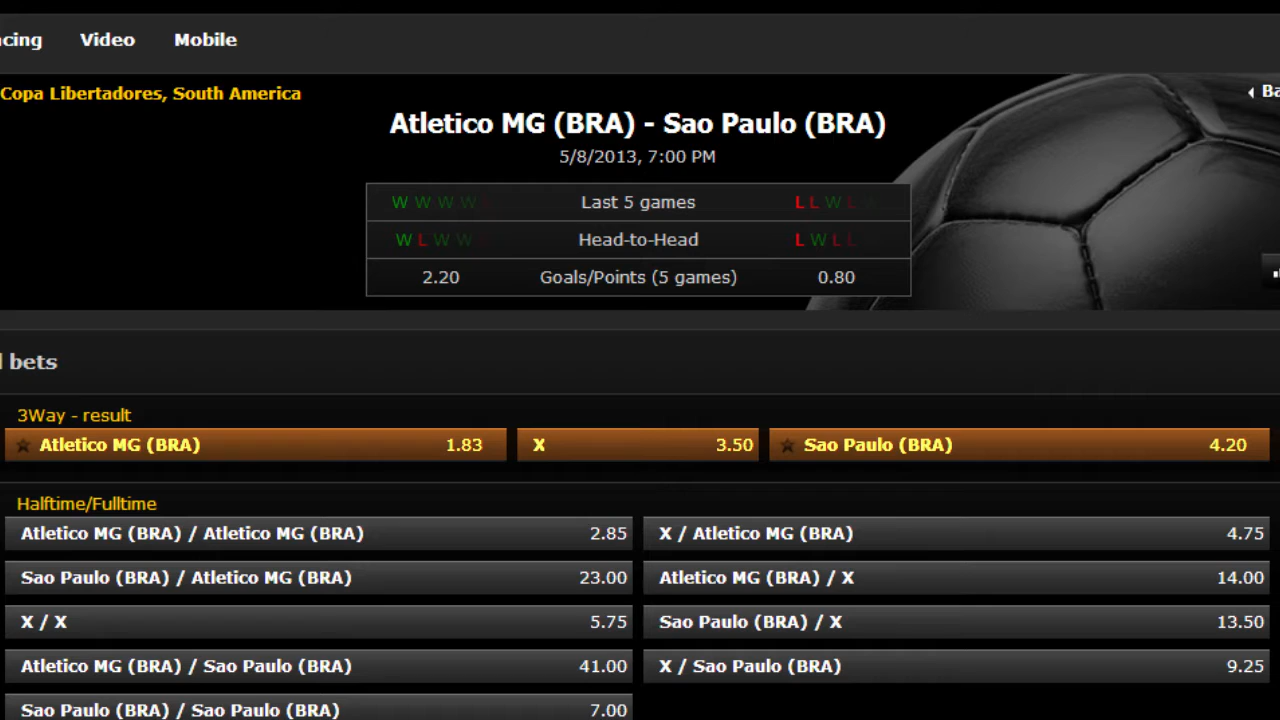 Video Mobile
Copa Libertadores, South America
Atletico MG (BRA) - Sao Paulo (BRA)
5/8/2013, 7:00 PM
W W W W L Last 5 games L L W L
W L W W Head-to-Head L W L L
2.20 Goals/Points (5 games) 0.80
bets
3Way - result
Atletico MG (BRA) 1.83 X 3.50 Sao Paulo (BRA) 4.20
Halftime/Fulltime
Atletico MG (BRA) / Atletico MG (BRA) 2.85 X / Atletico MG (BRA) 4.75
Sao Paulo (BRA) / Atletico MG (BRA) 23.00 Atletico MG (BRA) / X 14.00
X / X 5.75 Sao Paulo (BRA) / X 13.50
Atletico MG (BRA) / Sao Paulo (BRA) 41.00 X / Sao Paulo (BRA) 9.25
Sao Paulo (BRA) / Sao Paulo (BRA) 7.00